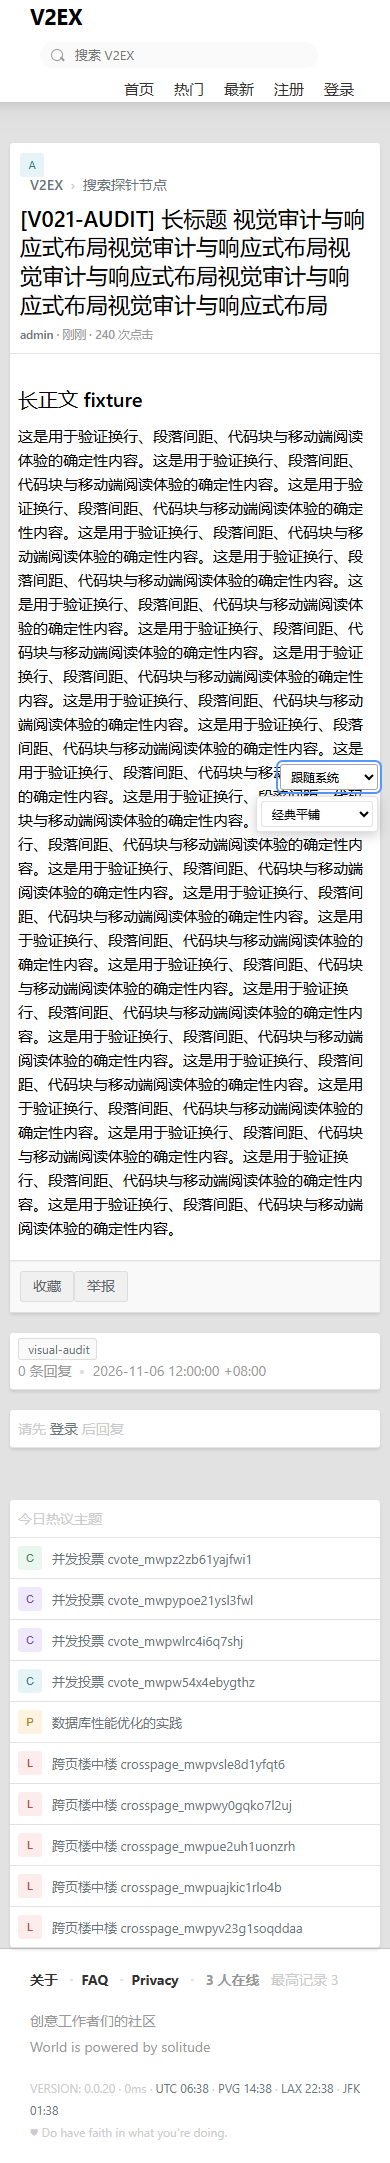 V2EX
搜索 V2EX
首页 热门 最新 注册 登录
A
V2EX › 搜索探针节点
[V021-AUDIT] 长标题 视觉审计与响
应式布局视觉审计与响应式布局视
觉审计与响应式布局视觉审计与响
应式布局视觉审计与响应式布局
admin · 刚刚 · 240 次点击
长正文 fixture
这是用于验证换行、段落间距、代码块与移动端阅读
体验的确定性内容。这是用于验证换行、段落间距、
代码块与移动端阅读体验的确定性内容。这是用于验
证换行、段落间距、代码块与移动端阅读体验的确定
性内容。这是用于验证换行、段落间距、代码块与移
动端阅读体验的确定性内容。这是用于验证换行、段
落间距、代码块与移动端阅读体验的确定性内容。这
是用于验证换行、段落间距、代码块与移动端阅读体
验的确定性内容。这是用于验证换行、段落间距、代
码块与移动端阅读体验的确定性内容。这是用于验证
换行、段落间距、代码块与移动端阅读体验的确定性
内容。这是用于验证换行、段落间距、代码块与移动
端阅读体验的确定性内容。这是用于验证换行、段落
间距、代码块与移动端阅读体验的确定性内容。这是
用于验证换行、段落间距、代码块与移 跟随系统
的确定性内容。这是用于验证换行、
码块与移动端阅读体验的确定性内容。 经典平铺
行、段落间距、代码块与移动端阅读体验的确定性内
容。这是用于验证换行、段落间距、代码块与移动端
阅读体验的确定性内容。这是用于验证换行、段落间
距、代码块与移动端阅读体验的确定性内容。这是用
于验证换行、段落间距、代码块与移动端阅读体验的
确定性内容。这是用于验证换行、段落间距、代码块
与移动端阅读体验的确定性内容。这是用于验证换
行、段落间距、代码块与移动端阅读体验的确定性内
容。这是用于验证换行、段落间距、代码块与移动端
阅读体验的确定性内容。这是用于验证换行、段落间
距、代码块与移动端阅读体验的确定性内容。这是用
于验证换行、段落间距、代码块与移动端阅读体验的
确定性内容。这是用于验证换行、段落间距、代码块
与移动端阅读体验的确定性内容。这是用于验证换
行、段落间距、代码块与移动端阅读体验的确定性内
容。这是用于验证换行、段落间距、代码块与移动端
阅读体验的确定性内容。
收藏 举报
visual-audit
0 条回复 • 2026-11-06 12:00:00 +08:00
请先 登录 后回复
今日热议主题
C 并发投票 cvote_mwpz2zb61yajfwi1
C 并发投票 cvote_mwpypoe21ysl3fwl
C 并发投票 cvote_mwpwlrc4i6q7shj
C 并发投票 cvote_mwpw54x4ebygthz
P 数据库性能优化的实践
L 跨页楼中楼 crosspage_mwpvsle8d1yfqt6
L 跨页楼中楼 crosspage_mwpwy0gqko7l2uj
L 跨页楼中楼 crosspage_mwpue2uh1uonzrh
L 跨页楼中楼 crosspage_mwpuajkic1rlo4b
L 跨页楼中楼 crosspage_mwpyv23g1soqddaa
关于 · FAQ · Privacy · 3 人在线 最高记录 3
创意工作者们的社区
World is powered by solitude
VERSION: 0.0.20 · 0ms · UTC 06:38 · PVG 14:38 · LAX 22:38 · JFK
01:38
♥ Do have faith in what you're doing.